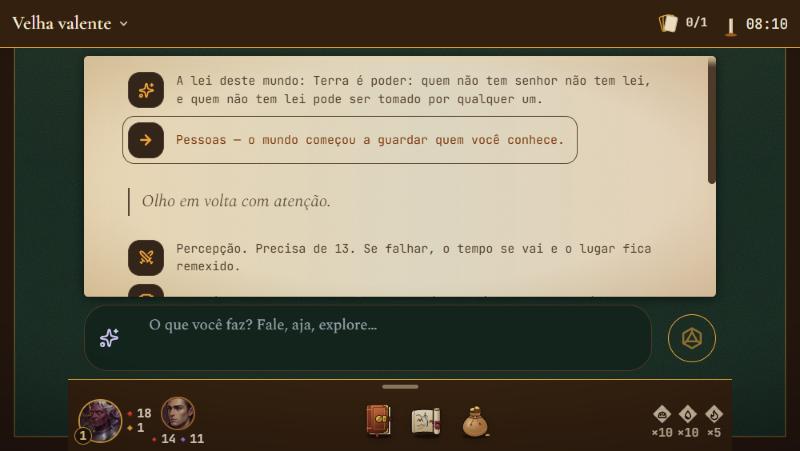 Velha valente
0/1
08:10
A lei deste mundo: Terra é poder: quem não tem senhor não tem lei,
e quem não tem lei pode ser tomado por qualquer um.
Pessoas — o mundo começou a guardar quem você conhece.
Olho em volta com atenção.
Percepção. Precisa de 13. Se falhar, o tempo se vai e o lugar fica
remexido.
O que você faz? Fale, aja, explore…
18
1
1
14
11
×10
×10
×5